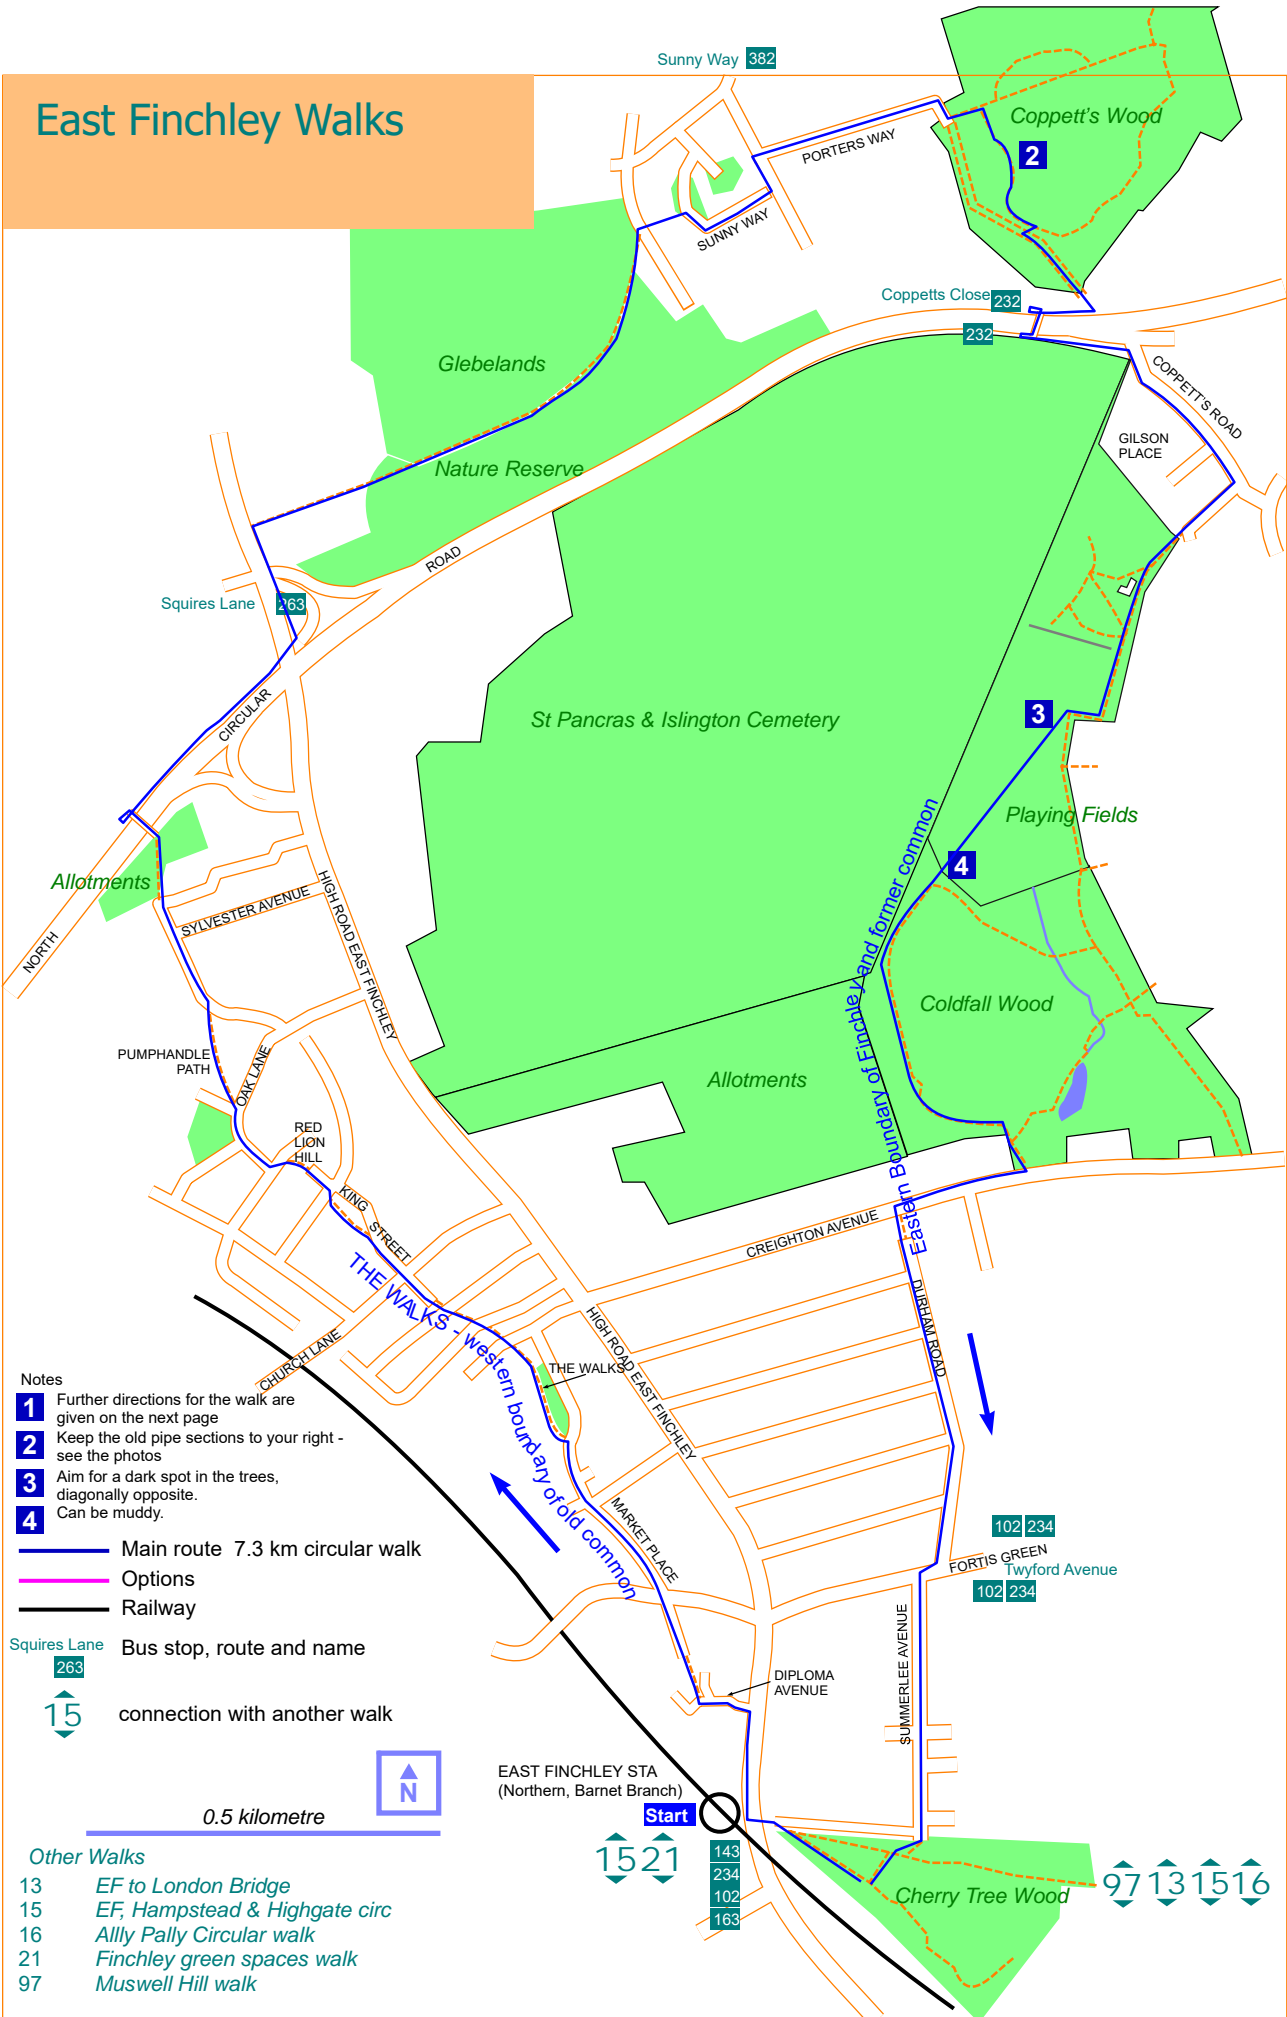 Sunny Way 382
East Finchley Walks
Coppett's Wood
2
PORTERS WAY
SUNNY WAY
Coppetts Close 232
232
Glebelands
COPPETT'S ROAD
GILSON
PLACE
Nature Reserve
ROAD
Squires Lane 263
CIRCULAR
St Pancras & Islington Cemetery
3
Playing Fields
4
Allotments
SYLVESTER AVENUE
HIGH ROAD EAST FINCHLEY
NORTH
Eastern Boundary of Finchley and former common
Coldfall Wood
PUMPHANDLE
PATH
OAK LANE
Allotments
RED
LION
HILL
KING STREET
CREIGHTON AVENUE
THE WALKS - western boundary of old common
DURHAM ROAD
HIGH ROAD EAST FINCHLEY
CHURCH LANE
THE WALKS
MARKET PLACE
Notes
1 Further directions for the walk are
given on the next page
2 Keep the old pipe sections to your right -
see the photos
3 Aim for a dark spot in the trees,
diagonally opposite.
4 Can be muddy.
Main route 7.3 km circular walk
Options
Railway
Squires Lane
263
Bus stop, route and name
15
connection with another walk
N
0.5 kilometre
102 234
FORTIS GREEN
Twyford Avenue
102 234
SUMMERLEE AVENUE
DIPLOMA
AVENUE
EAST FINCHLEY STA
(Northern, Barnet Branch)
Start
15 21
143
234
102
163
Cherry Tree Wood
97 13 15 16
Other Walks
13 EF to London Bridge
15 EF, Hampstead & Highgate circ
16 Allly Pally Circular walk
21 Finchley green spaces walk
97 Muswell Hill walk